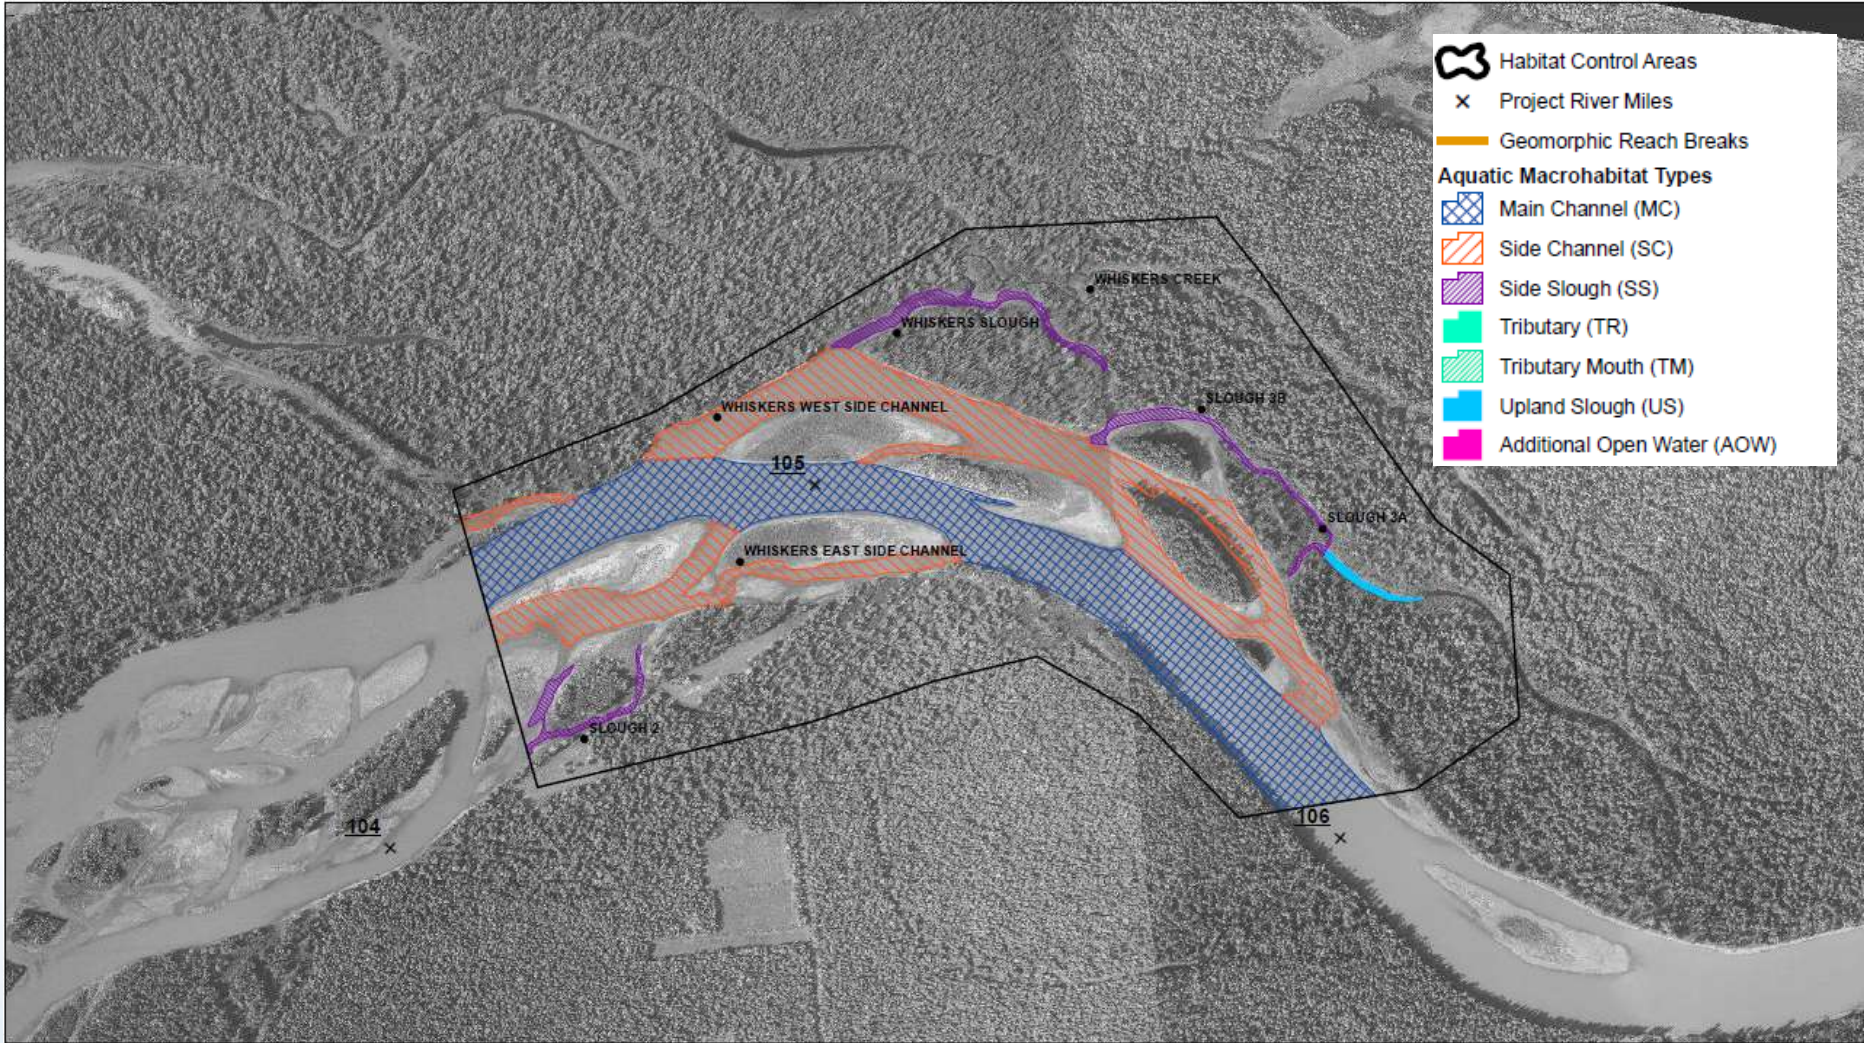 Habitat Control Areas
Project River Miles
Geomorphic Reach Breaks
Aquatic Macrohabitat Types
Main Channel (MC)
Side Channel (SC)
Side Slough (SS)
Tributary (TR)
Tributary Mouth (TM)
Upland Slough (US)
Additional Open Water (AOW)
WHISKERS CREEK
WHISKERS SLOUGH
WHISKERS WEST SIDE CHANNEL
SLOUGH 3B
105
SLOUGH 3A
WHISKERS EAST SIDE CHANNEL
SLOUGH 2
104
106